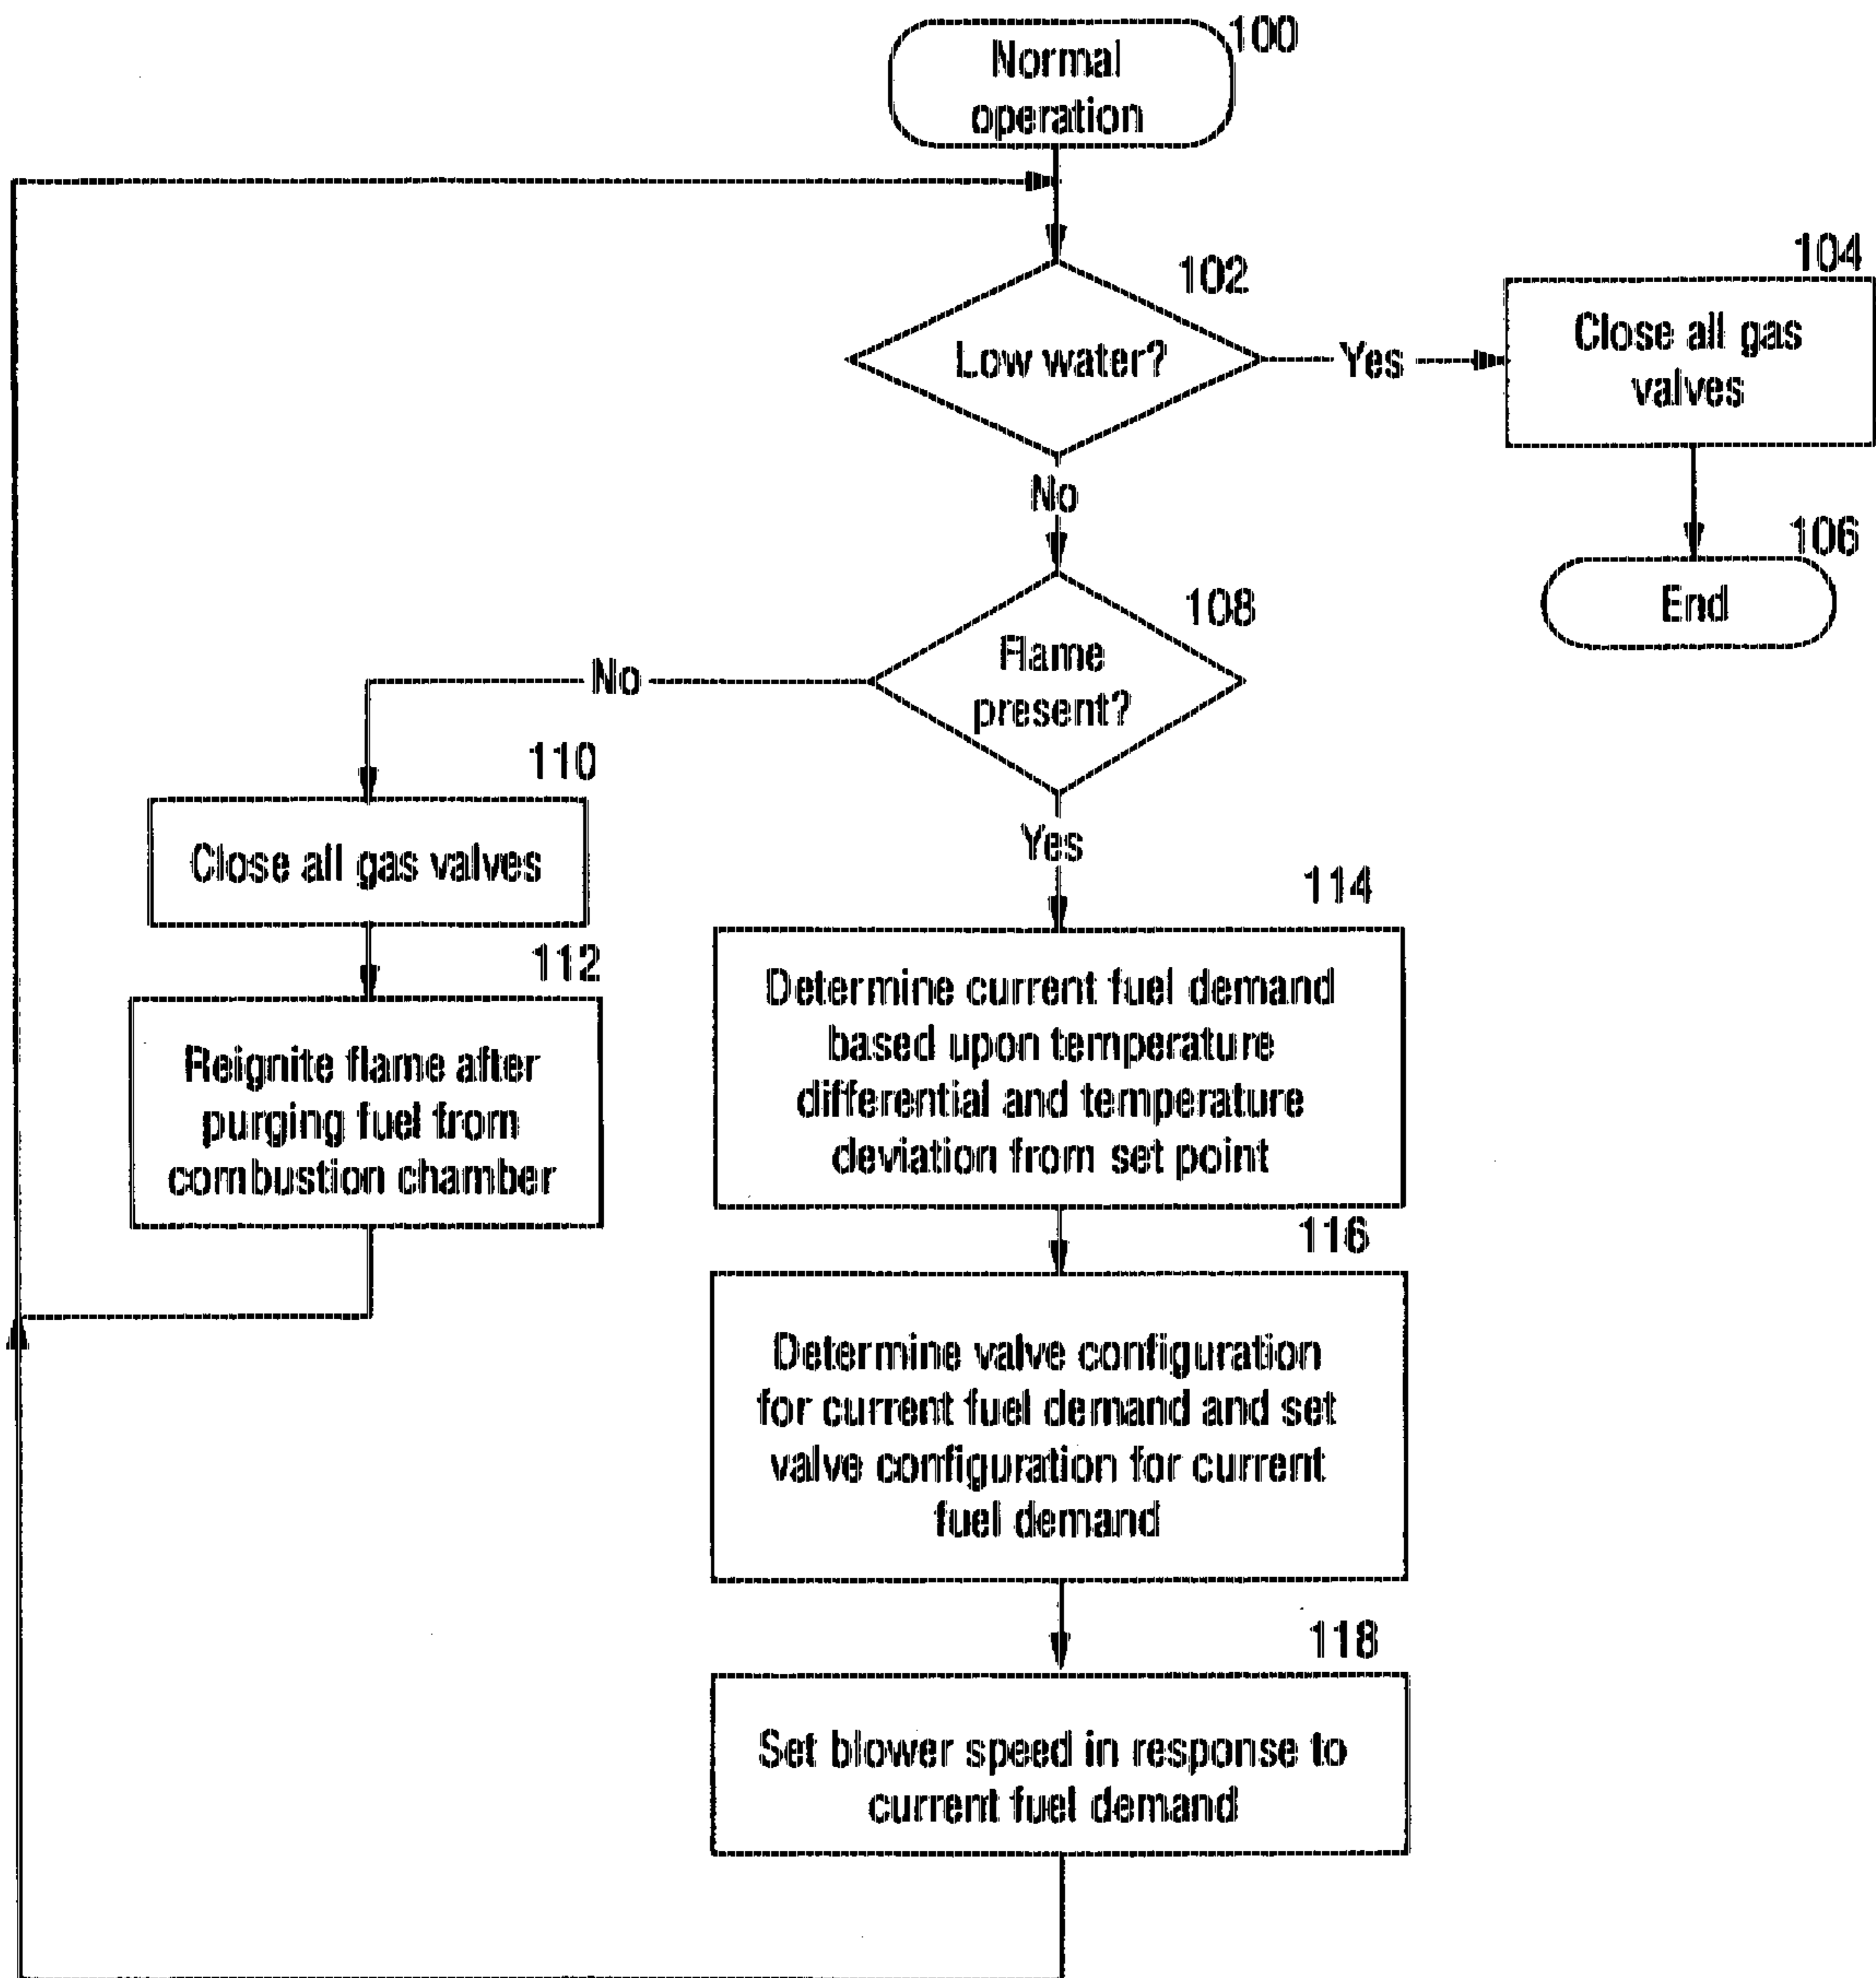 100
Normal
operation
102
Low water?
Yes
104
Close all gas
valves
106
End
No
108
Flame
present?
No
110
Close all gas valves
112
Reignite flame after
purging fuel from
combustion chamber
Yes
114
Determine current fuel demand
based upon temperature
differential and temperature
deviation from set point
116
Determine valve configuration
for current fuel demand and set
valve configuration for current
fuel demand
118
Set blower speed in response to
current fuel demand